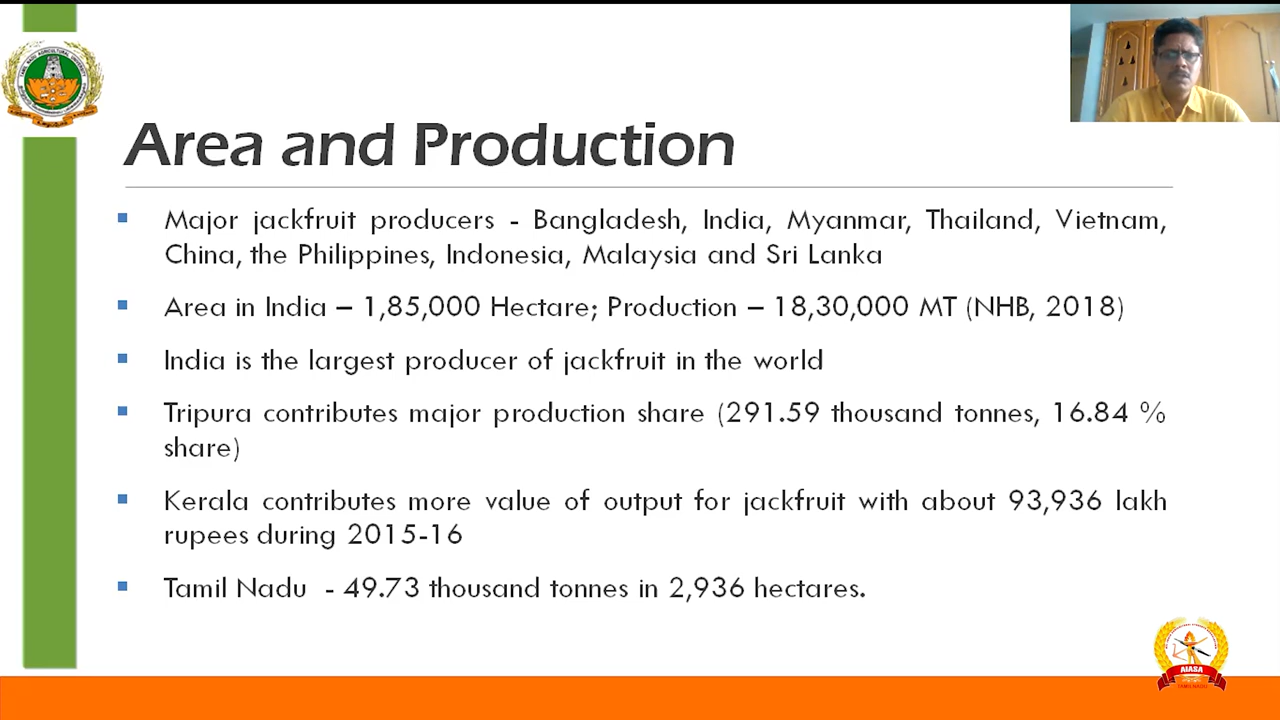 Area and Production
Major jackfruit producers - Bangladesh, India, Myanmar, Thailand, Vietnam,
China, the Philippines, Indonesia, Malaysia and Sri Lanka
Area in India – 1,85,000 Hectare; Production – 18,30,000 MT (NHB, 2018)
India is the largest producer of jackfruit in the world
Tripura contributes major production share (291.59 thousand tonnes, 16.84 %
share)
Kerala contributes more value of output for jackfruit with about 93,936 lakh
rupees during 2015-16
Tamil Nadu - 49.73 thousand tonnes in 2,936 hectares.
AIASA
TAMIL NADU